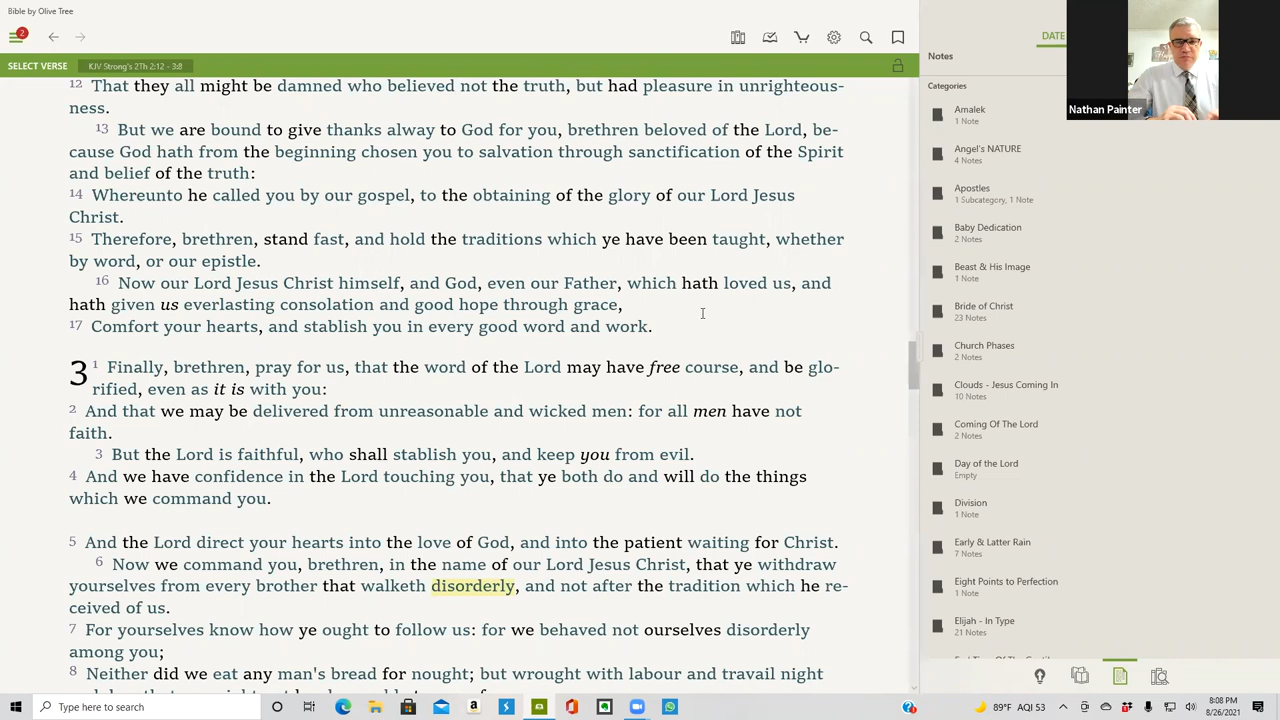 Bible by Olive Tree
2
SELECT VERSE KJV Strong's 2Th 2:12 - 3:8
12 That they all might be damned who believed not the truth, but had pleasure in unrighteous-
ness.
13 But we are bound to give thanks alway to God for you, brethren beloved of the Lord, be-
cause God hath from the beginning chosen you to salvation through sanctification of the Spirit
and belief of the truth:
14 Whereunto he called you by our gospel, to the obtaining of the glory of our Lord Jesus
Christ.
15 Therefore, brethren, stand fast, and hold the traditions which ye have been taught, whether
by word, or our epistle.
16 Now our Lord Jesus Christ himself, and God, even our Father, which hath loved us, and
hath given us everlasting consolation and good hope through grace,
17 Comfort your hearts, and stablish you in every good word and work.
3 1 Finally, brethren, pray for us, that the word of the Lord may have free course, and be glo-
rified, even as it is with you:
2 And that we may be delivered from unreasonable and wicked men: for all men have not
faith.
3 But the Lord is faithful, who shall stablish you, and keep you from evil.
4 And we have confidence in the Lord touching you, that ye both do and will do the things
which we command you.
5 And the Lord direct your hearts into the love of God, and into the patient waiting for Christ.
6 Now we command you, brethren, in the name of our Lord Jesus Christ, that ye withdraw
yourselves from every brother that walketh disorderly, and not after the tradition which he re-
ceived of us.
7 For yourselves know how ye ought to follow us: for we behaved not ourselves disorderly
among you;
8 Neither did we eat any man's bread for nought; but wrought with labour and travail night
DATE
Notes
Categories
Amalek
1 Note
Angel's NATURE
4 Notes
Apostles
1 Subcategory, 1 Note
Baby Dedication
2 Notes
Beast & His Image
1 Note
Bride of Christ
23 Notes
Church Phases
2 Notes
Clouds - Jesus Coming In
10 Notes
Coming Of The Lord
2 Notes
Day of the Lord
Empty
Division
1 Note
Early & Latter Rain
7 Notes
Eight Points to Perfection
1 Note
Elijah - In Type
21 Notes
Nathan Painter
Type here to search
89°F AQI 53
8:08 PM
8/26/2021